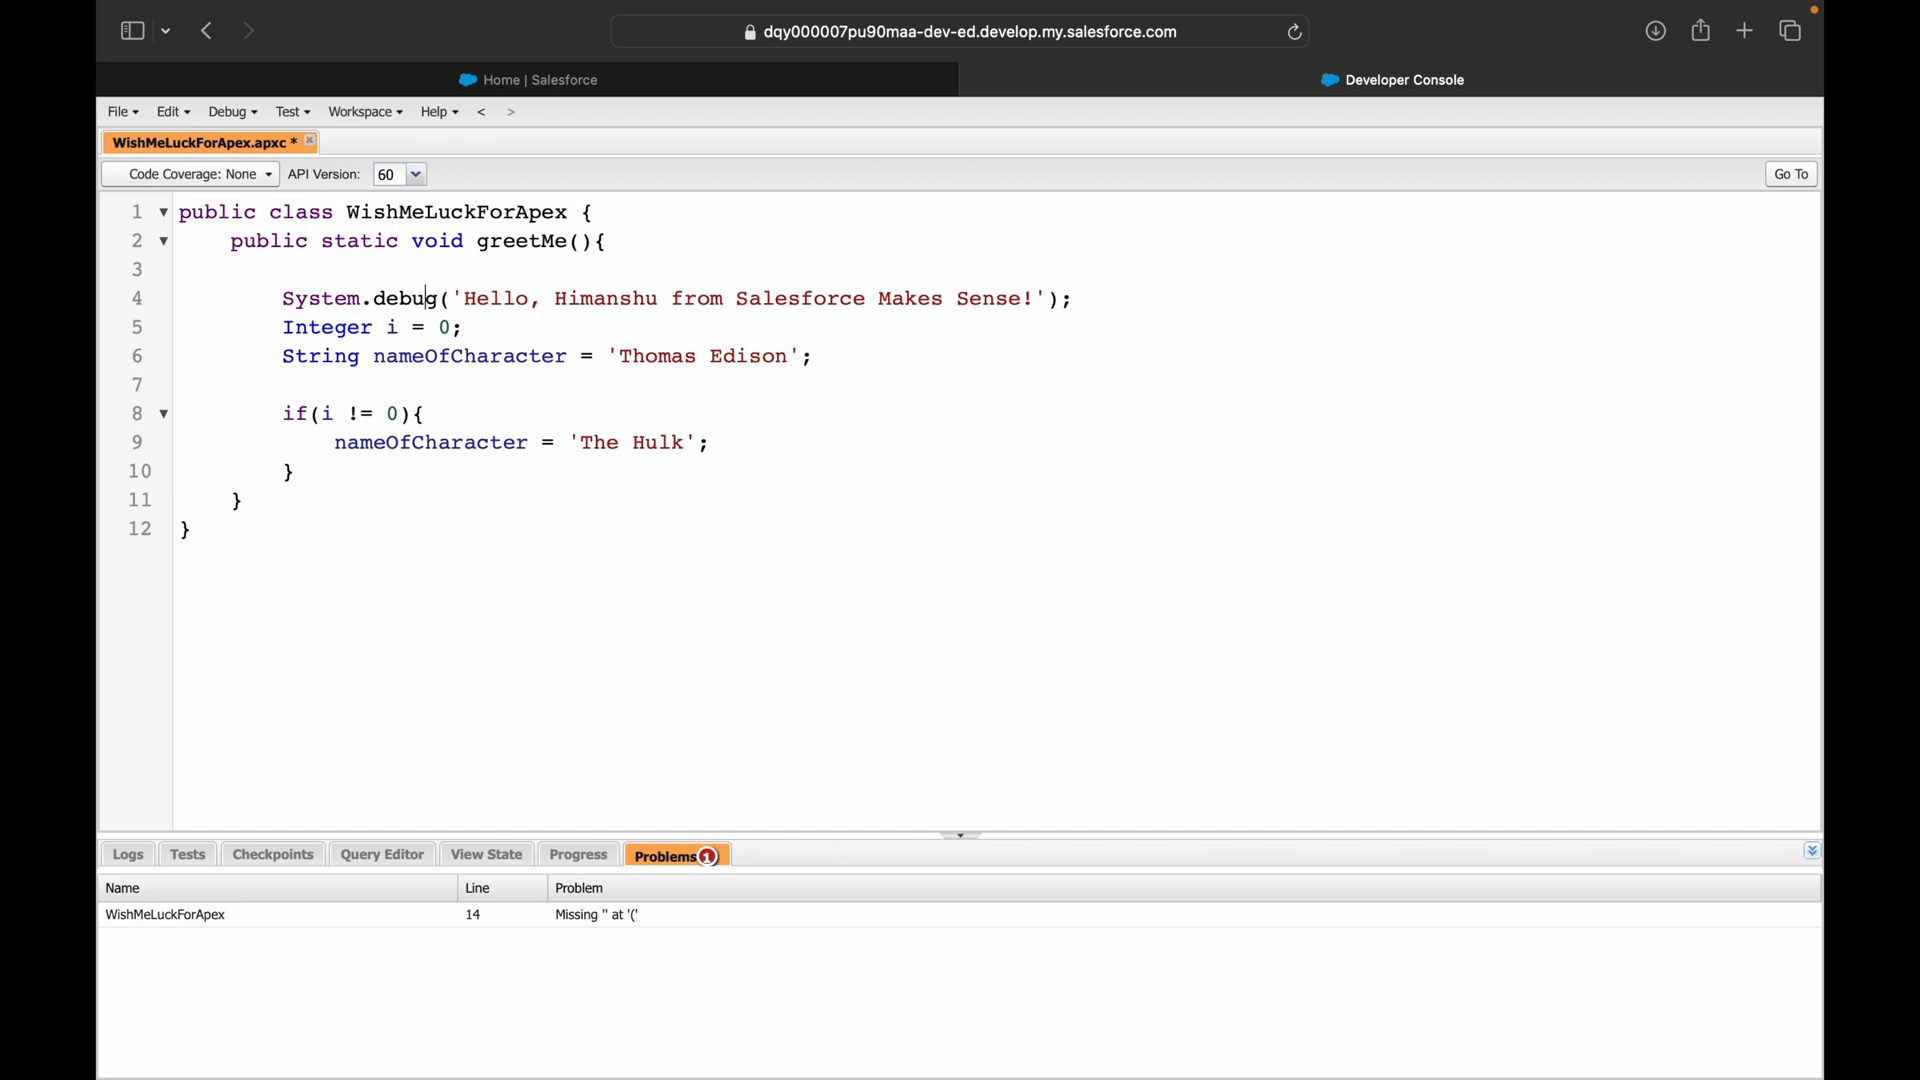 dqy000007pu90maa-dev-ed.develop.my.salesforce.com
Home | Salesforce
Developer Console
File Edit Debug Test Workspace Help < >
WishMeLuckForApex.apxc *
Code Coverage: None API Version: 60 Go To
1 public class WishMeLuckForApex {
2 public static void greetMe(){
3
4 System.debug('Hello, Himanshu from Salesforce Makes Sense!');
5 Integer i = 0;
6 String nameOfCharacter = 'Thomas Edison';
7
8 if(i != 0){
9 nameOfCharacter = 'The Hulk';
10 }
11 }
12 }
Logs Tests Checkpoints Query Editor View State Progress Problems 1
Name Line Problem
WishMeLuckForApex 14 Missing '' at '('